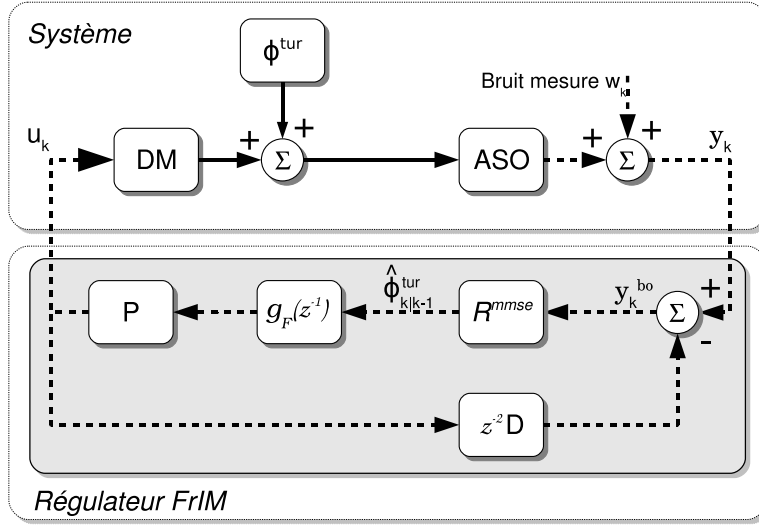 Système
ϕ^tur
Bruit mesure w_k
u_k
+
+
+
+
y_k
DM
Σ
ASO
Σ
ϕ̂^tur_k|k-1
y_k^bo
+
P
g_F(z^-1)
R^mmse
Σ
-
z^-2 D
Régulateur FrIM